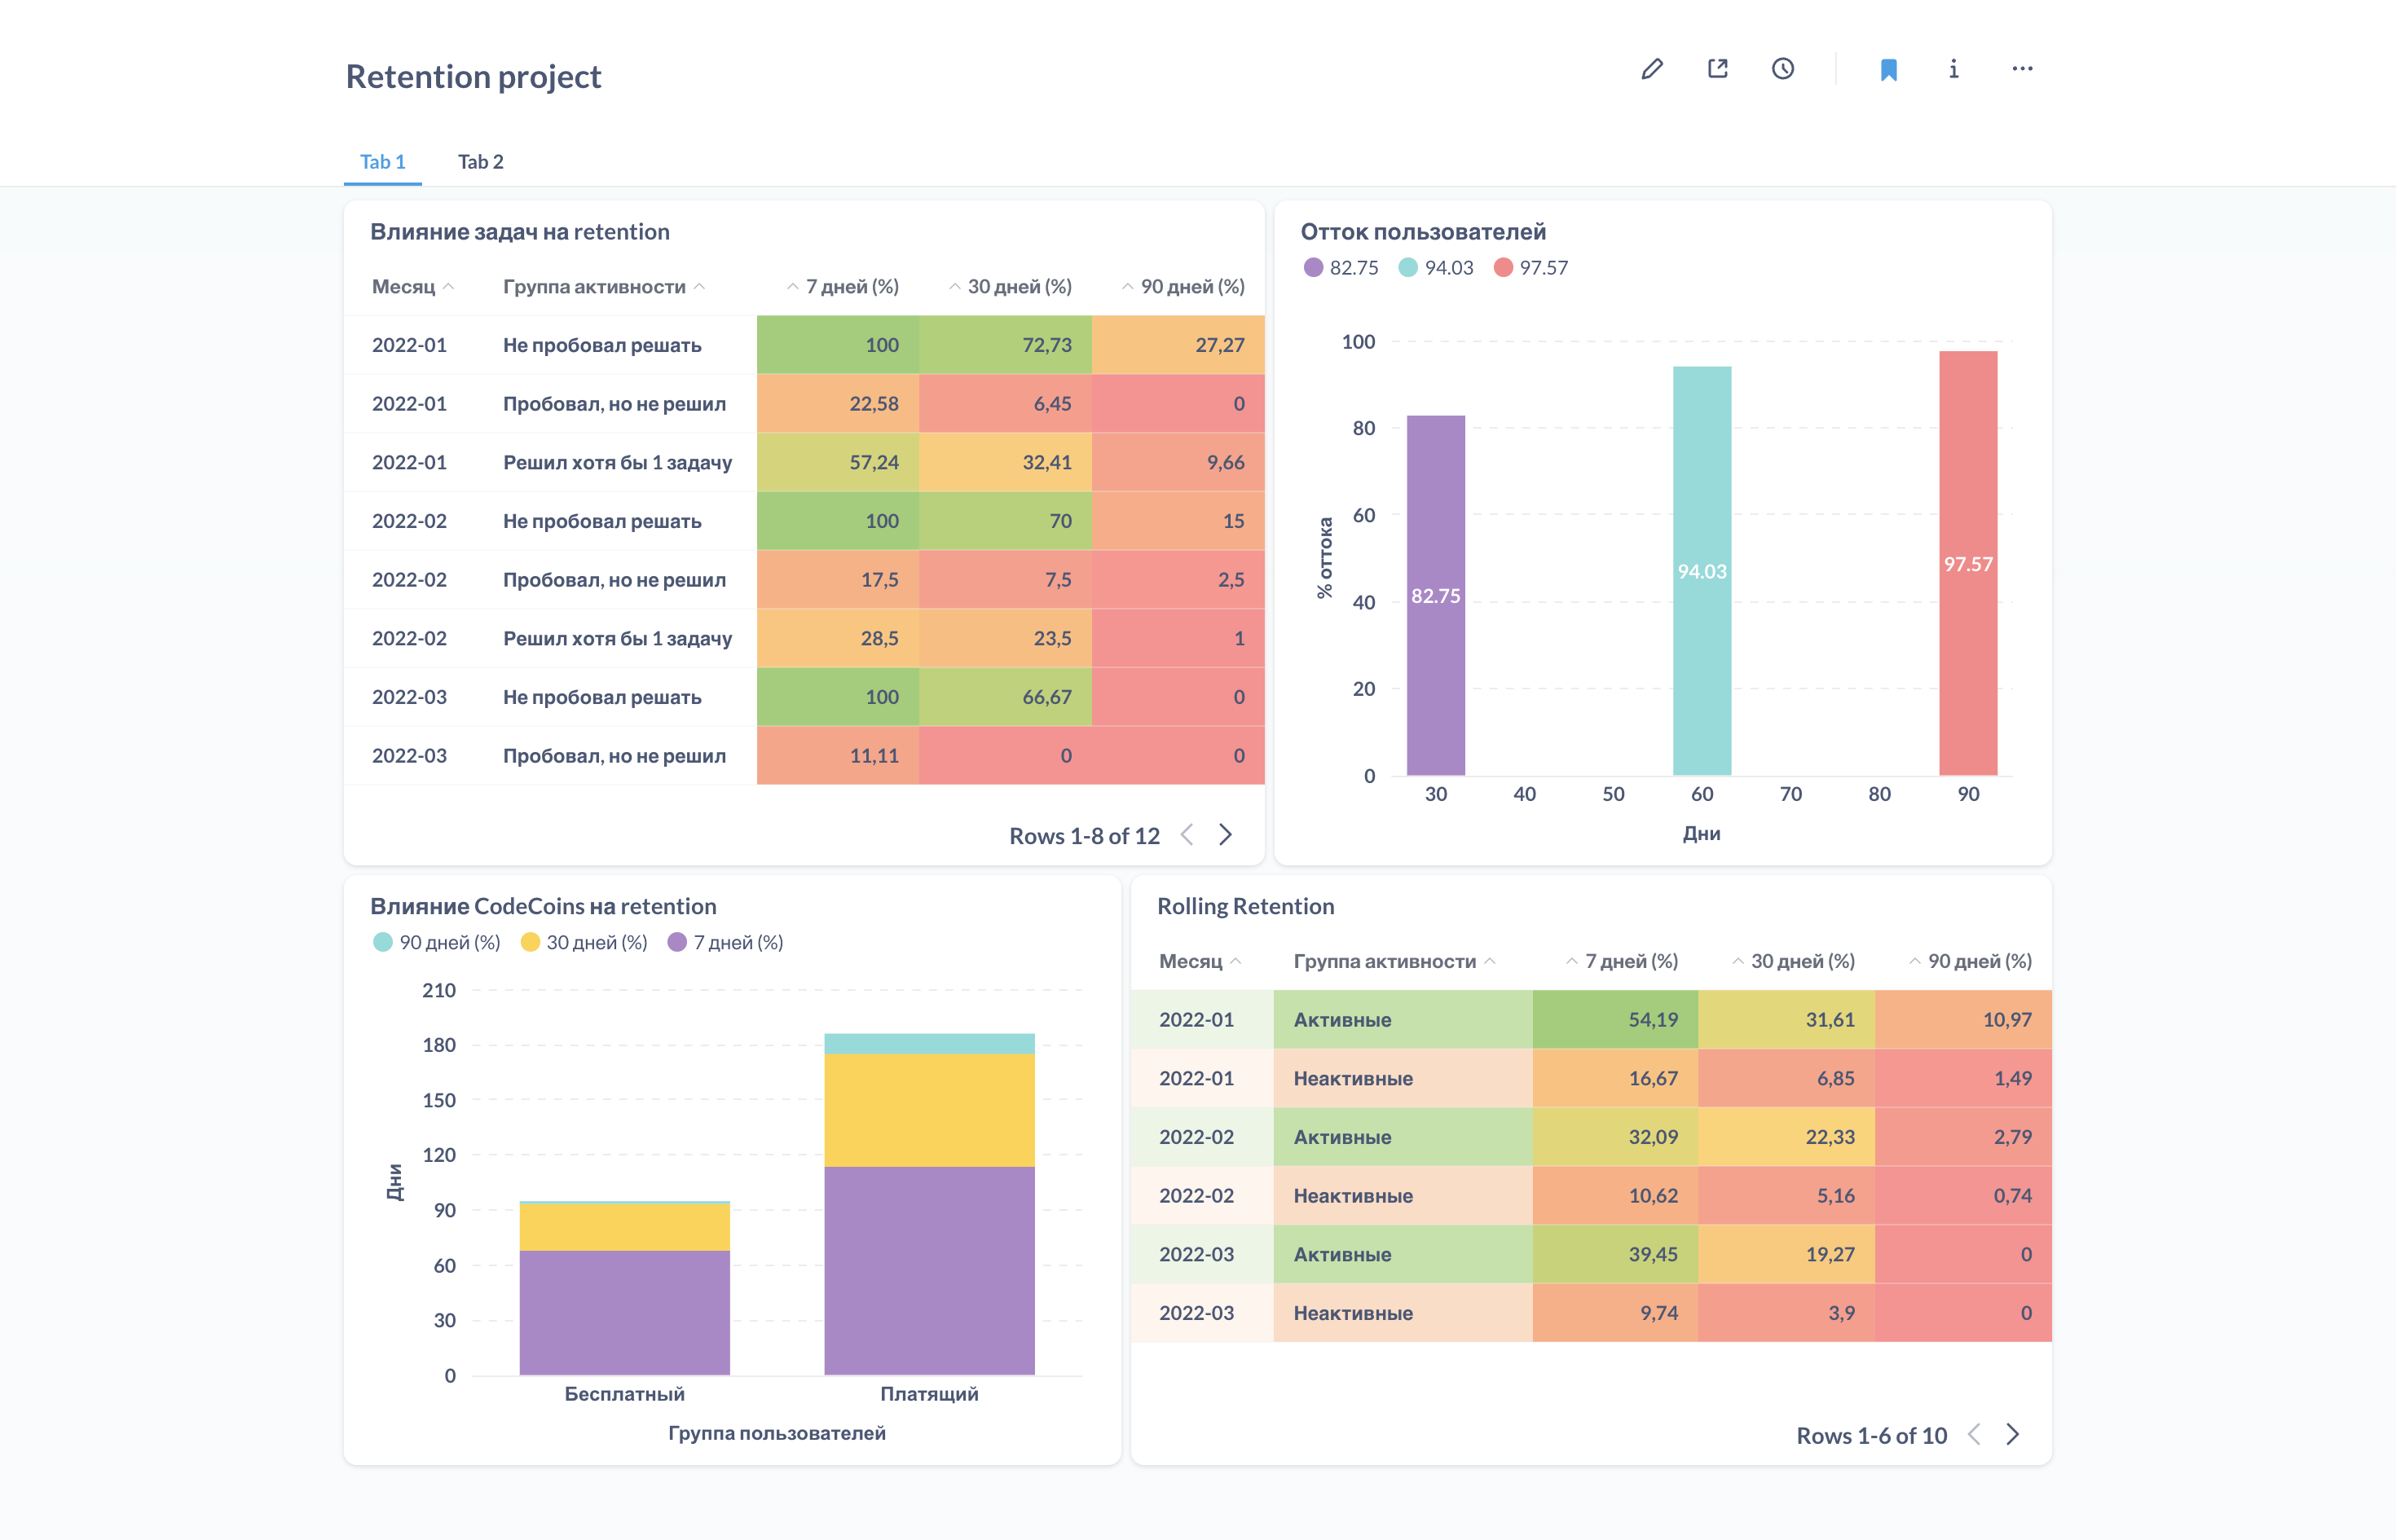 Retention project
Tab 1 Tab 2
Влияние задач на retention
Месяц Группа активности 7 дней (%) 30 дней (%) 90 дней (%)
2022-01 Не пробовал решать 100 72,73 27,27
2022-01 Пробовал, но не решил 22,58 6,45 0
2022-01 Решил хотя бы 1 задачу 57,24 32,41 9,66
2022-02 Не пробовал решать 100 70 15
2022-02 Пробовал, но не решил 17,5 7,5 2,5
2022-02 Решил хотя бы 1 задачу 28,5 23,5 1
2022-03 Не пробовал решать 100 66,67 0
2022-03 Пробовал, но не решил 11,11 0 0
Rows 1-8 of 12
Отток пользователей
82.75 94.03 97.57
100
80
60
40
20
0
% оттока
82.75
94.03
97.57
30 40 50 60 70 80 90
Дни
Влияние CodeCoins на retention
90 дней (%) 30 дней (%) 7 дней (%)
210
180
150
120
90
60
30
0
Дни
Бесплатный Платящий
Группа пользователей
Rolling Retention
Месяц Группа активности 7 дней (%) 30 дней (%) 90 дней (%)
2022-01 Активные 54,19 31,61 10,97
2022-01 Неактивные 16,67 6,85 1,49
2022-02 Активные 32,09 22,33 2,79
2022-02 Неактивные 10,62 5,16 0,74
2022-03 Активные 39,45 19,27 0
2022-03 Неактивные 9,74 3,9 0
Rows 1-6 of 10